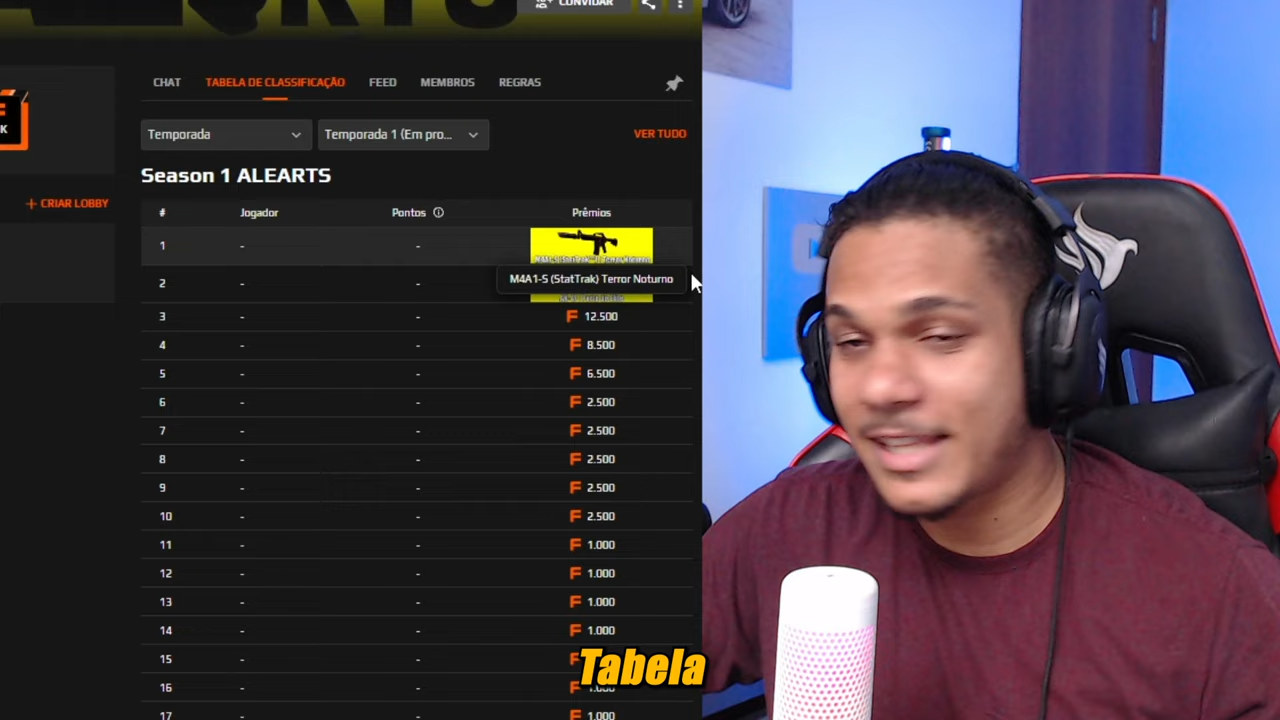 CONVIDAR
CHAT TABELA DE CLASSIFICAÇÃO FEED MEMBROS REGRAS
Temporada Temporada 1 (Em pro... VER TUDO
Season 1 ALEARTS
+ CRIAR LOBBY
# Jogador Pontos Prêmios
1 - -
M4A1-S (StatTrak) Terror Noturno
2 - -
3 - - 12.500
4 - - 8.500
5 - - 6.500
6 - - 2.500
7 - - 2.500
8 - - 2.500
9 - - 2.500
10 - - 2.500
11 - - 1.000
12 - - 1.000
13 - - 1.000
14 - - 1.000
15 - -
Tabela
16 - - 1.000
17 - - 1.000